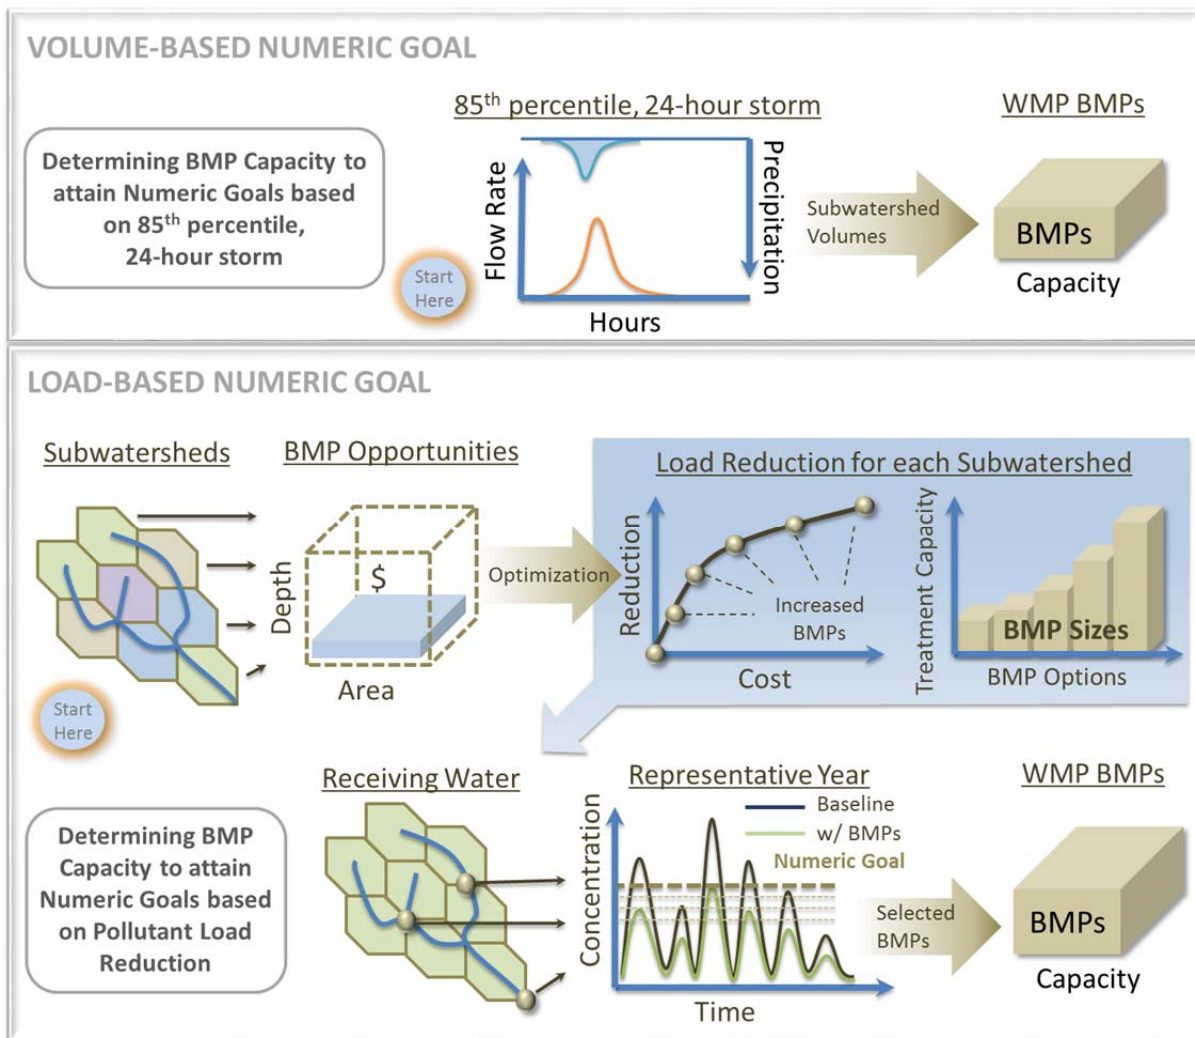 VOLUME-BASED NUMERIC GOAL
85th percentile, 24-hour storm
WMP BMPs
Determining BMP Capacity to
attain Numeric Goals based
on 85th percentile,
24-hour storm
Start
Here
Flow Rate
Precipitation
Hours
Subwatershed
Volumes
BMPs
Capacity
LOAD-BASED NUMERIC GOAL
Subwatersheds
BMP Opportunities
Depth
$
Area
Start
Here
Optimization
Load Reduction for each Subwatershed
Reduction
Increased
BMPs
Cost
Treatment Capacity
BMP Sizes
BMP Options
Determining BMP
Capacity to attain
Numeric Goals based
on Pollutant Load
Reduction
Receiving Water
Representative Year
Baseline
w/ BMPs
Numeric Goal
Concentration
Time
Selected
BMPs
WMP BMPs
BMPs
Capacity